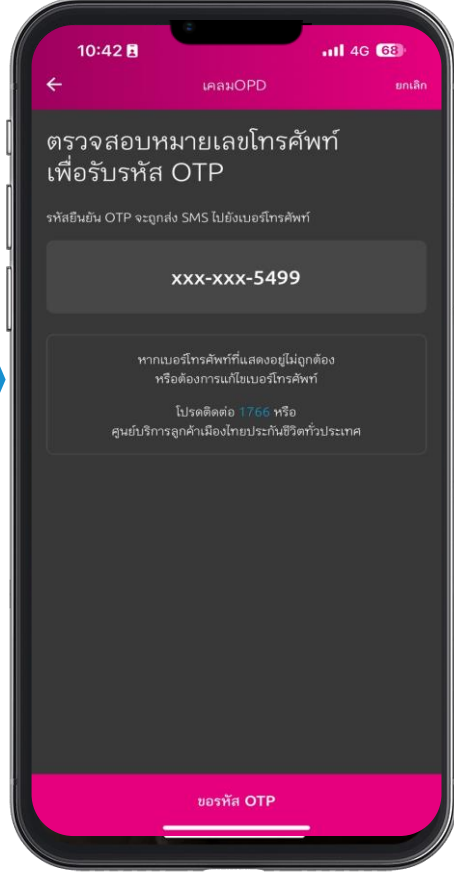 10:42 4G 68
เคลมOPD ยกเลิก
ตรวจสอบหมายเลขโทรศัพท์
เพื่อรับรหัส OTP
รหัสยืนยัน OTP จะถูกส่ง SMS ไปยังเบอร์โทรศัพท์
xxx-xxx-5499
หากเบอร์โทรศัพท์ที่แสดงอยู่ไม่ถูกต้อง
หรือต้องการแก้ไขเบอร์โทรศัพท์
โปรดติดต่อ 1766 หรือ
ศูนย์บริการลูกค้าเมืองไทยประกันชีวิตทั่วประเทศ
ขอรหัส OTP